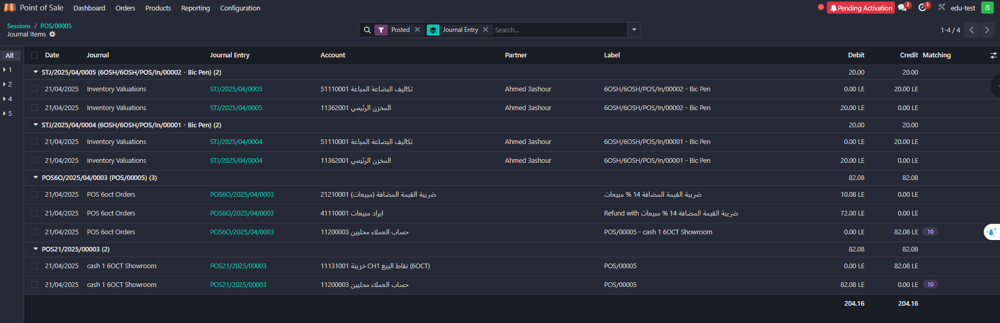 Point of Sale Dashboard Orders Products Reporting Configuration Pending Activation 2 3 edu-test S
Sessions / POS/00005
Journal Items
Posted Journal Entry Search...
1-4 / 4
All
1
2
4
5
Date Journal Journal Entry Account Partner Label Debit Credit Matching
STJ/2025/04/0005 (6OSH/6OSH/POS/In/00002 - Bic Pen) (2) 20.00 20.00
21/04/2025 Inventory Valuations STJ/2025/04/0005 51110001 تكاليف البضاعة المباعة Ahmed 3ashour 6OSH/6OSH/POS/In/00002 - Bic Pen 0.00 LE 20.00 LE
21/04/2025 Inventory Valuations STJ/2025/04/0005 11362001 المخزن الرئيسي Ahmed 3ashour 6OSH/6OSH/POS/In/00002 - Bic Pen 20.00 LE 0.00 LE
STJ/2025/04/0004 (6OSH/6OSH/POS/In/00001 - Bic Pen) (2) 20.00 20.00
21/04/2025 Inventory Valuations STJ/2025/04/0004 51110001 تكاليف البضاعة المباعة Ahmed 3ashour 6OSH/6OSH/POS/In/00001 - Bic Pen 0.00 LE 20.00 LE
21/04/2025 Inventory Valuations STJ/2025/04/0004 11362001 المخزن الرئيسي Ahmed 3ashour 6OSH/6OSH/POS/In/00001 - Bic Pen 20.00 LE 0.00 LE
POS6O/2025/04/0003 (POS/00005) (3) 82.08 82.08
21/04/2025 POS 6oct Orders POS6O/2025/04/0003 21210001 ضريبة القيمة المضافة (مبيعات) ضريبة القيمة المضافة 14 % مبيعات 10.08 LE 0.00 LE
21/04/2025 POS 6oct Orders POS6O/2025/04/0003 41110001 ايراد مبيعات Refund with ضريبة القيمة المضافة 14 % مبيعات 72.00 LE 0.00 LE
21/04/2025 POS 6oct Orders POS6O/2025/04/0003 11200003 حساب العملاء محليين POS/00005 - cash 1 6OCT Showroom 0.00 LE 82.08 LE 10
POS21/2025/00003 (2) 82.08 82.08
21/04/2025 cash 1 6OCT Showroom POS21/2025/00003 11131001 خزينة CH1 نقاط البيع (6OCT) POS/00005 0.00 LE 82.08 LE
21/04/2025 cash 1 6OCT Showroom POS21/2025/00003 11200003 حساب العملاء محليين POS/00005 82.08 LE 0.00 LE 10
204.16 204.16